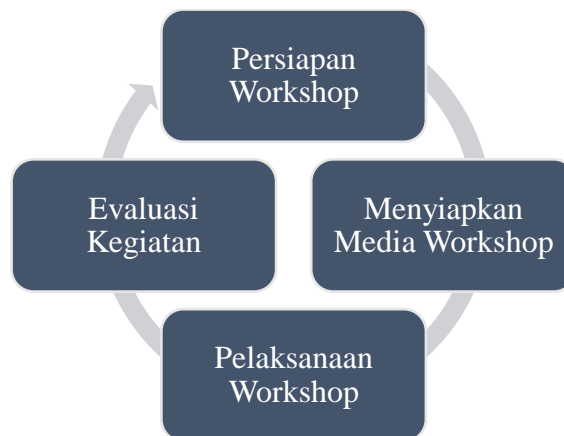 Persiapan
Workshop
Menyiapkan
Media Workshop
Pelaksanaan
Workshop
Evaluasi
Kegiatan